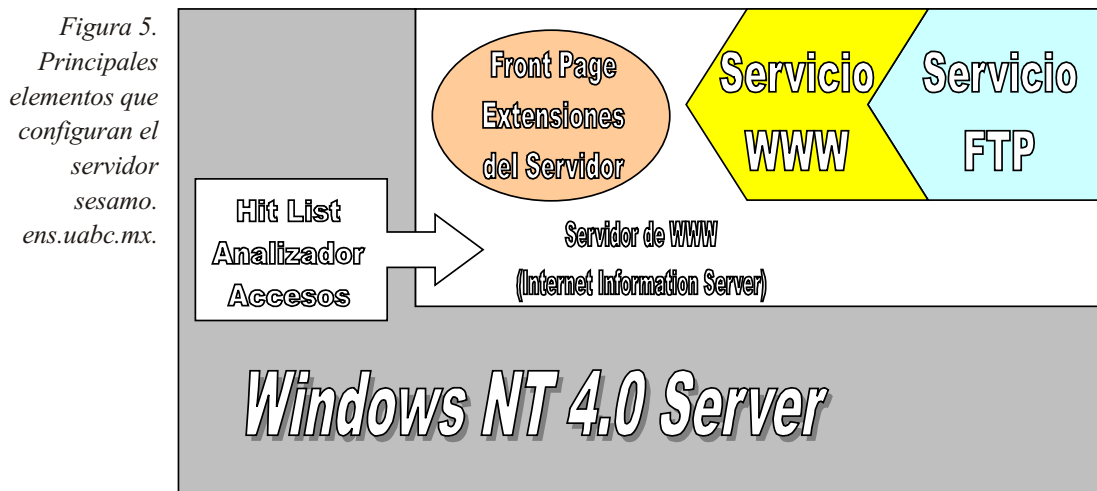 Figura 5.
Principales
elementos que
configuran el
servidor
sesamo.
ens.uabc.mx.
Front Page
Extensiones
del Servidor
Servicio
WWW
Servicio
FTP
Hit List
Analizador
Accesos
Servidor de WWW
(Internet Information Server)
Windows NT 4.0 Server